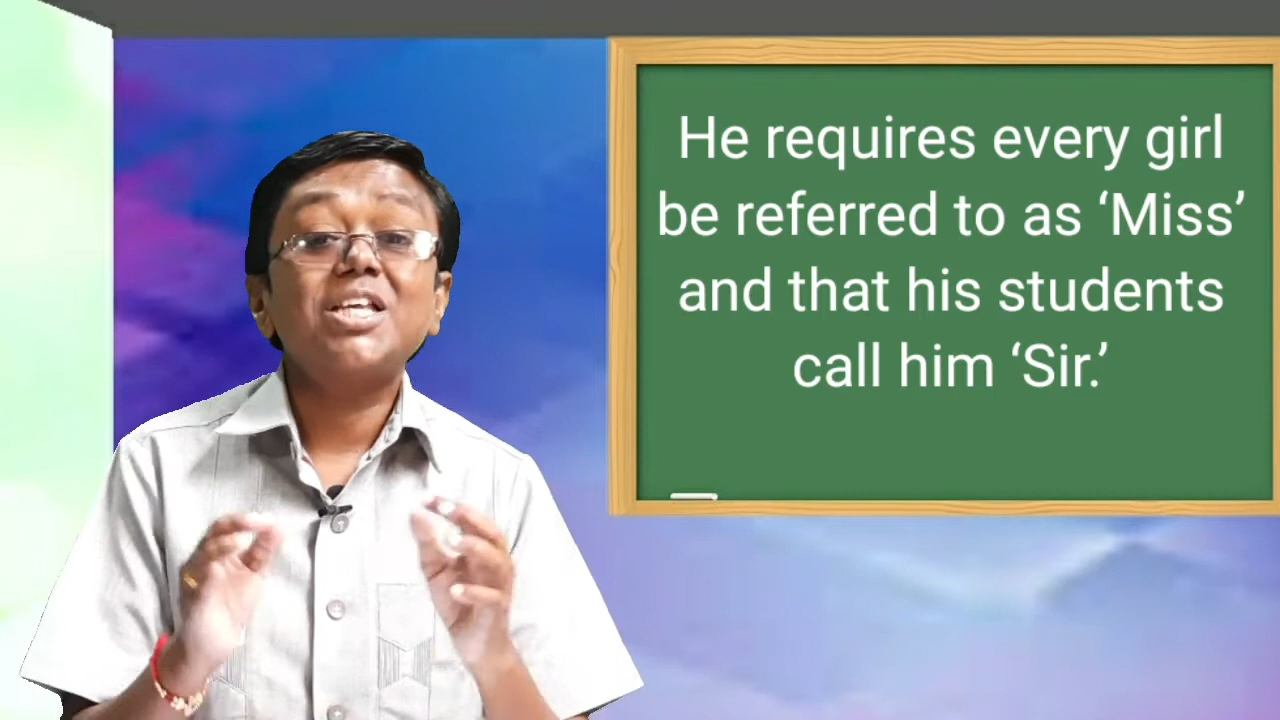 He requires every girl
be referred to as ‘Miss’
and that his students
call him ‘Sir.’